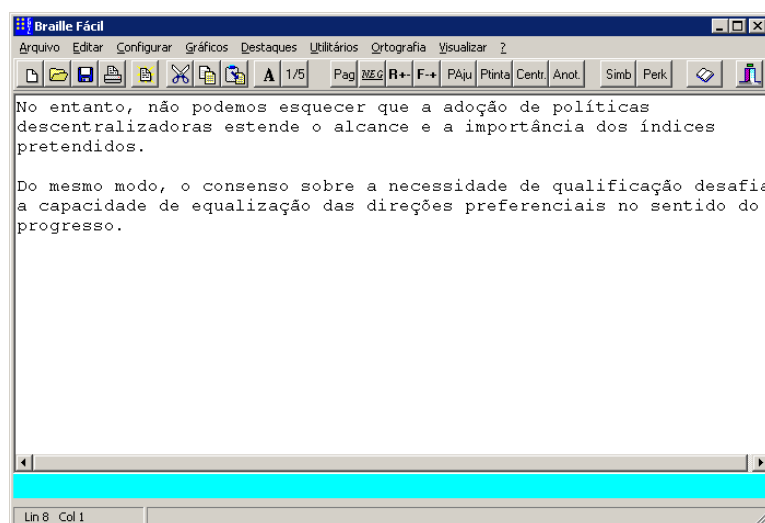 Braille Fácil
Arquivo Editar Configurar Gráficos Destaques Utilitários Ortografia Visualizar ?
A 1/5 Pag NEG R+- F-+ PAju Ptinta Centr. Anot. Simb Perk
No entanto, não podemos esquecer que a adoção de políticas
descentralizadoras estende o alcance e a importância dos índices
pretendidos.
Do mesmo modo, o consenso sobre a necessidade de qualificação desafia
a capacidade de equalização das direções preferenciais no sentido do
progresso.
Lin 8 Col 1